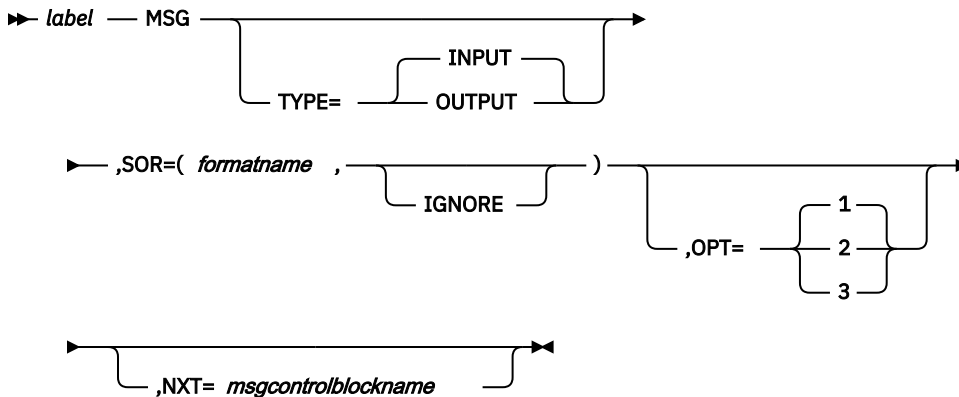 label MSG
INPUT
TYPE= OUTPUT
,SOR=( formatname , )
IGNORE
1
,OPT= 2
3
,NXT= msgcontrolblockname